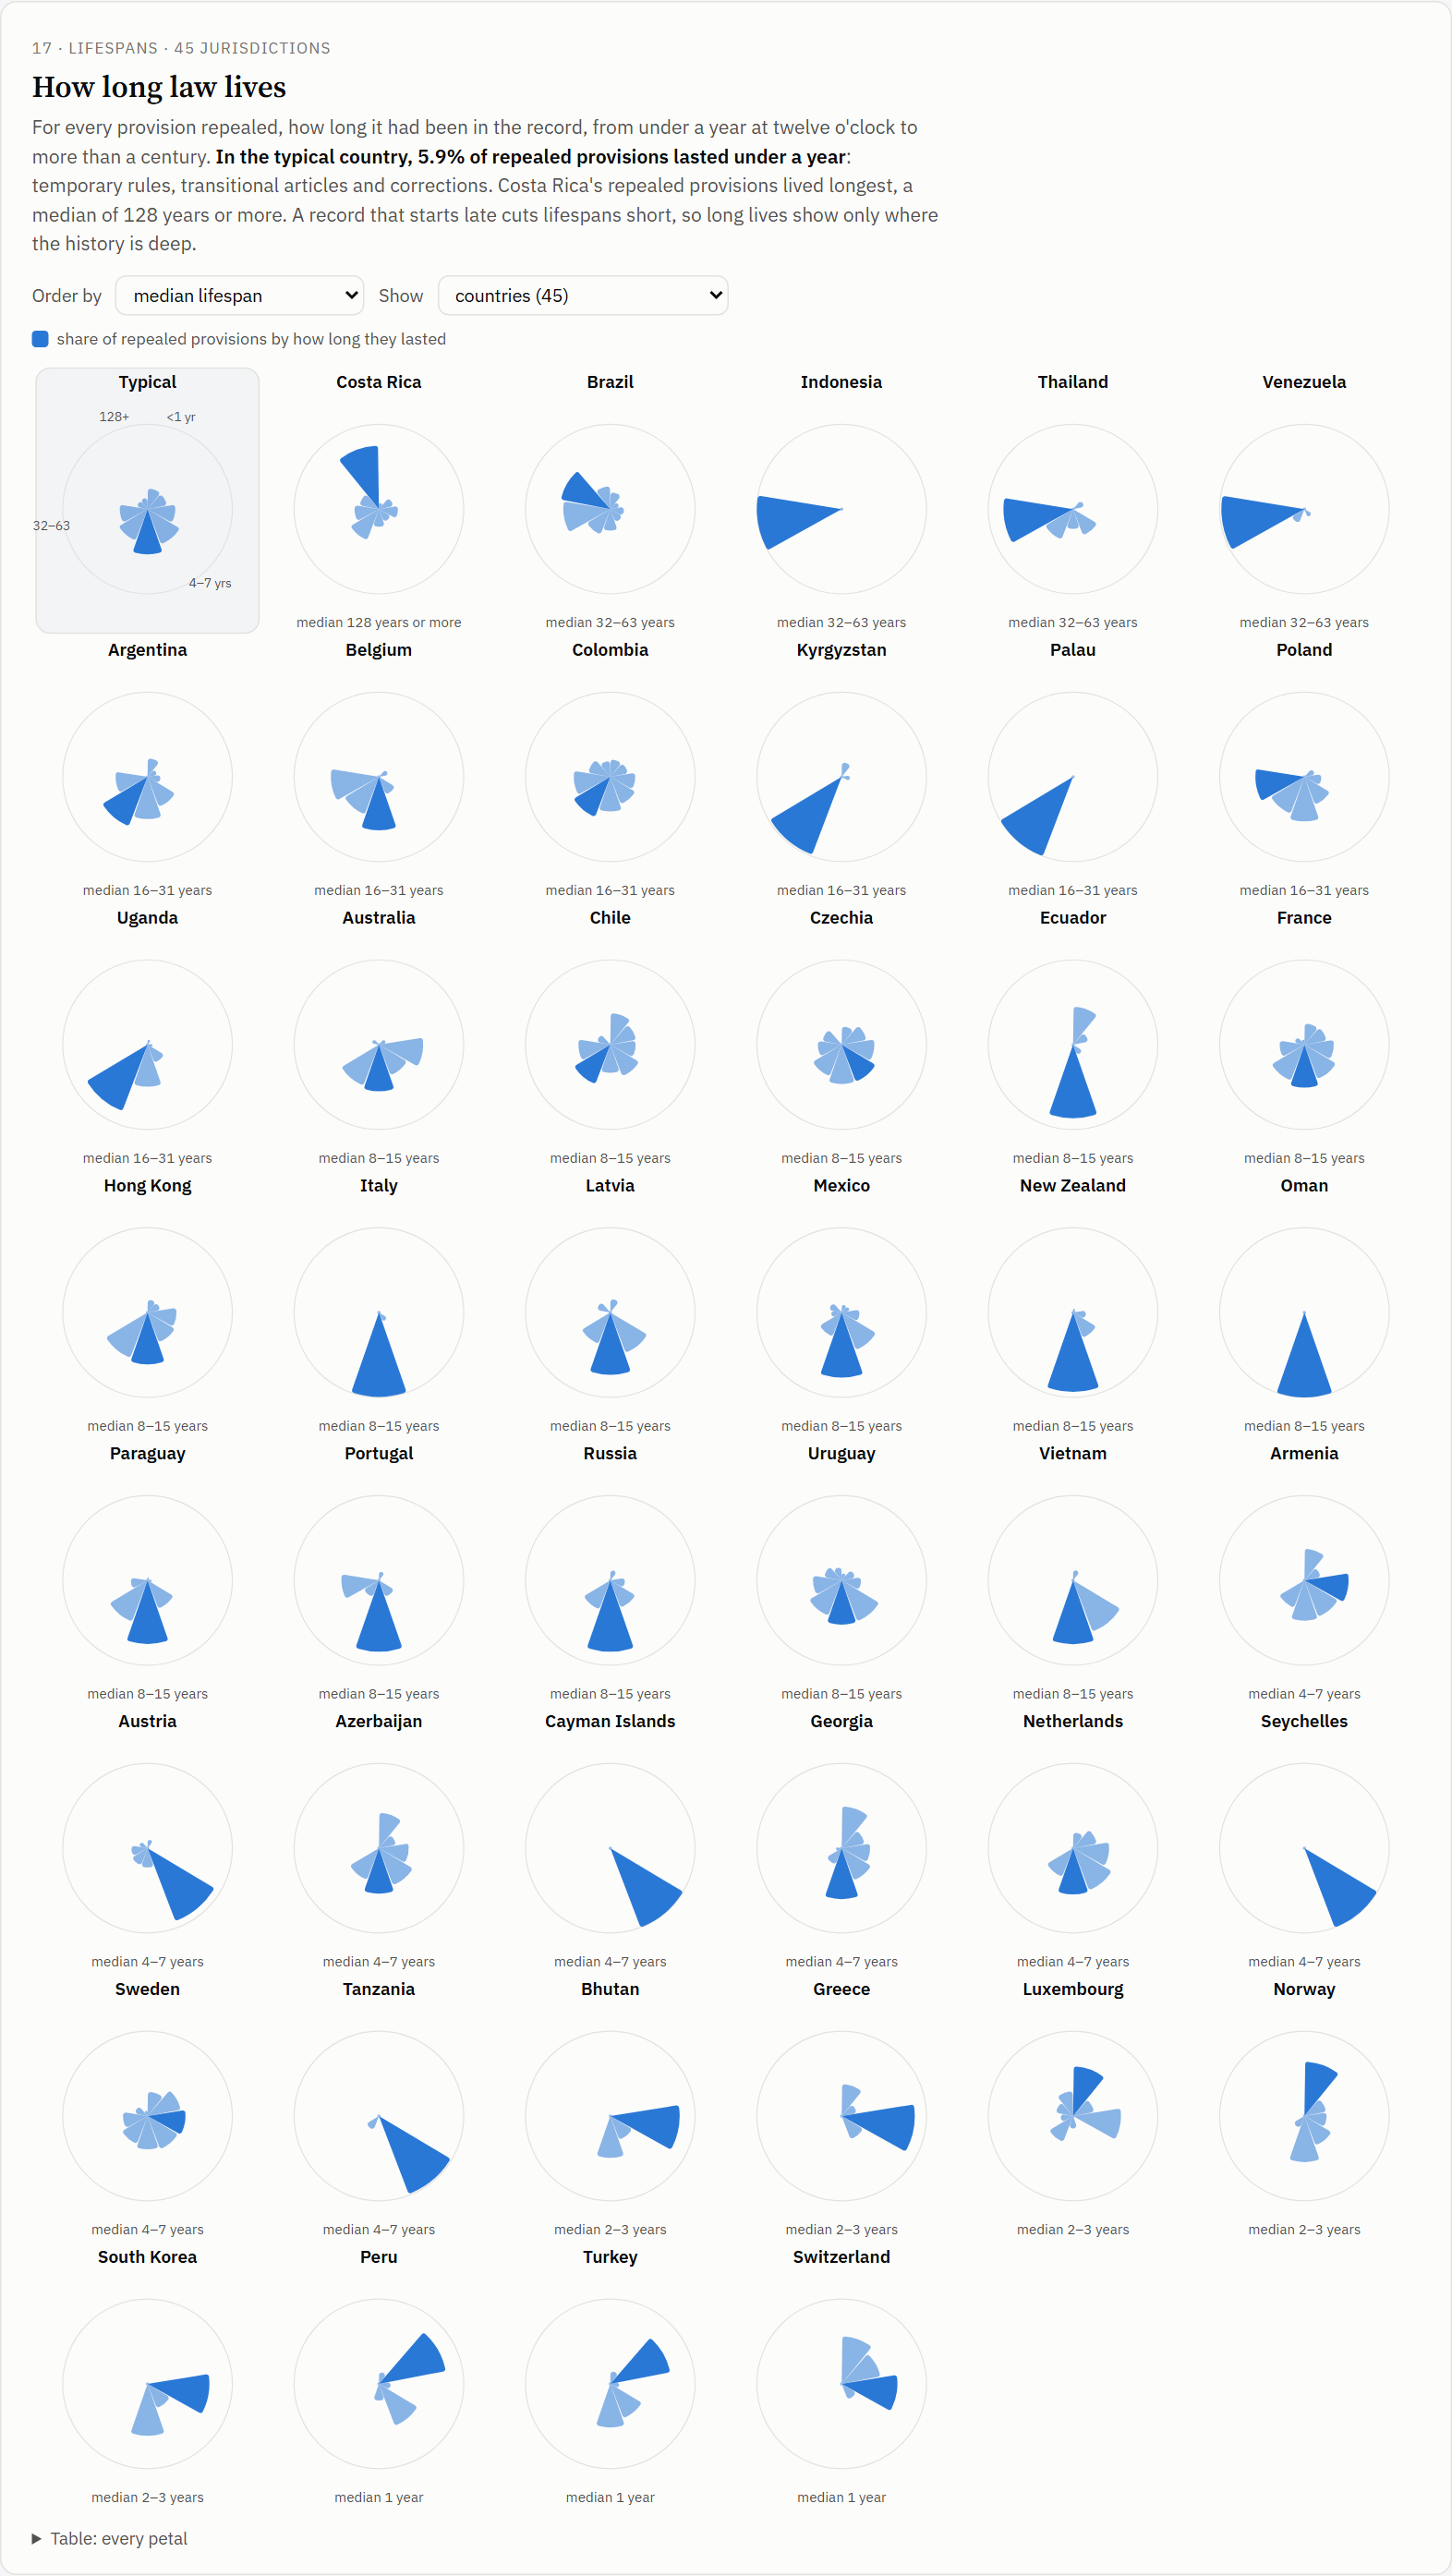 17 · LIFESPANS · 45 JURISDICTIONS
How long law lives
For every provision repealed, how long it had been in the record, from under a year at twelve o'clock to
more than a century. In the typical country, 5.9% of repealed provisions lasted under a year:
temporary rules, transitional articles and corrections. Costa Rica's repealed provisions lived longest, a
median of 128 years or more. A record that starts late cuts lifespans short, so long lives show only where
the history is deep.
Order by median lifespan Show countries (45)
share of repealed provisions by how long they lasted
Typical Costa Rica Brazil Indonesia Thailand Venezuela
128+ <1 yr
32–63
4–7 yrs
median 128 years or more median 32–63 years median 32–63 years median 32–63 years median 32–63 years
Argentina Belgium Colombia Kyrgyzstan Palau Poland
median 16–31 years median 16–31 years median 16–31 years median 16–31 years median 16–31 years median 16–31 years
Uganda Australia Chile Czechia Ecuador France
median 16–31 years median 8–15 years median 8–15 years median 8–15 years median 8–15 years median 8–15 years
Hong Kong Italy Latvia Mexico New Zealand Oman
median 8–15 years median 8–15 years median 8–15 years median 8–15 years median 8–15 years median 8–15 years
Paraguay Portugal Russia Uruguay Vietnam Armenia
median 8–15 years median 8–15 years median 8–15 years median 8–15 years median 8–15 years median 4–7 years
Austria Azerbaijan Cayman Islands Georgia Netherlands Seychelles
median 4–7 years median 4–7 years median 4–7 years median 4–7 years median 4–7 years median 4–7 years
Sweden Tanzania Bhutan Greece Luxembourg Norway
median 4–7 years median 4–7 years median 2–3 years median 2–3 years median 2–3 years median 2–3 years
South Korea Peru Turkey Switzerland
median 2–3 years median 1 year median 1 year median 1 year
Table: every petal